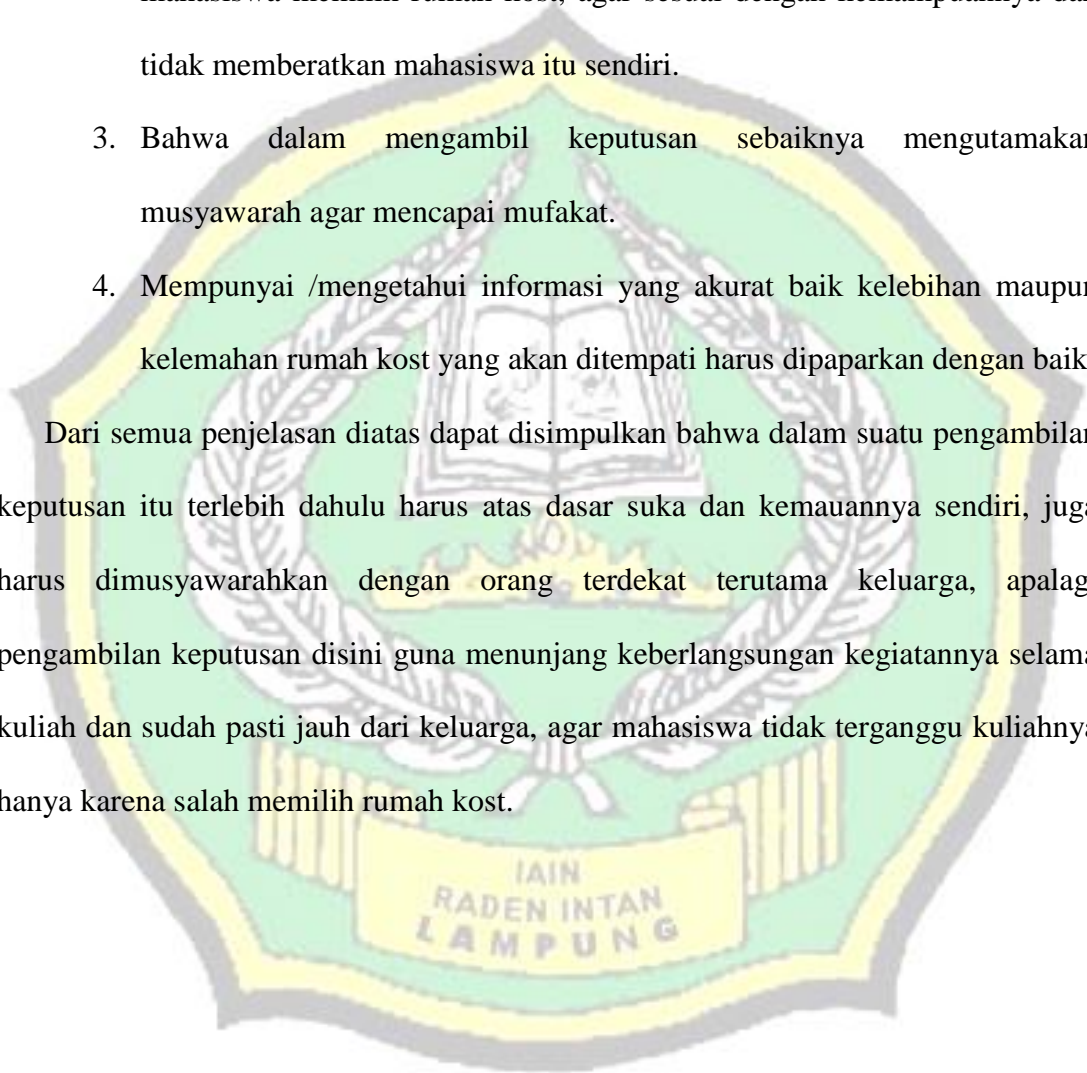 tidak memberatkan mahasiswa itu sendiri.
3. Bahwa dalam mengambil keputusan sebaiknya mengutamakan
musyawarah agar mencapai mufakat.
4. Mempunyai /mengetahui informasi yang akurat baik kelebihan maupun
kelemahan rumah kost yang akan ditempati harus dipaparkan dengan baik
Dari semua penjelasan diatas dapat disimpulkan bahwa dalam suatu pengambilan
keputusan itu terlebih dahulu harus atas dasar suka dan kemauannya sendiri, juga
harus dimusyawarahkan dengan orang terdekat terutama keluarga, apalagi
pengambilan keputusan disini guna menunjang keberlangsungan kegiatannya selama
kuliah dan sudah pasti jauh dari keluarga, agar mahasiswa tidak terganggu kuliahnya
hanya karena salah memilih rumah kost.
IAIN
RADEN INTAN
LAMPUNG